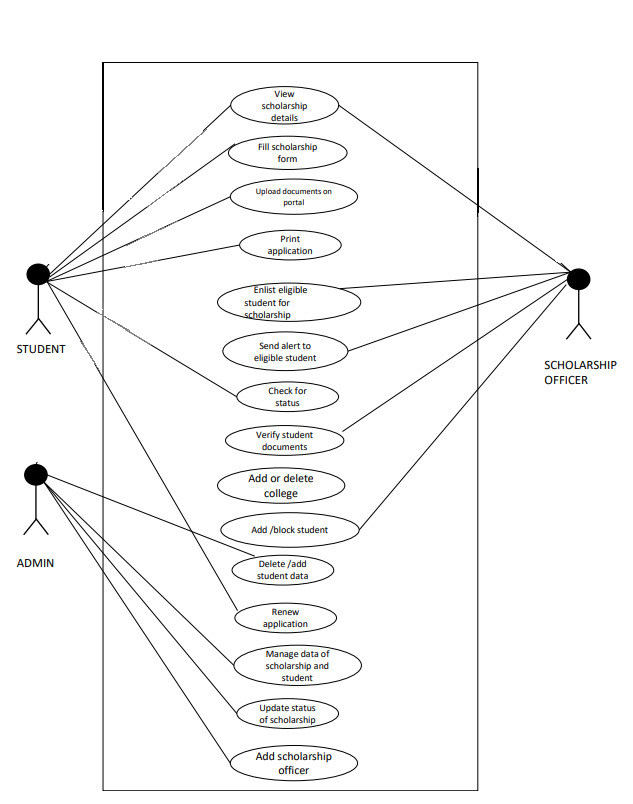 View
scholarship
details
Fill scholarship
form
Upload documents on
portal
Print
application
Enlist eligible
student for
scholarship
STUDENT
Send alert to
eligible student
SCHOLARSHIP
OFFICER
Check for
status
Verify student
documents
Add or delete
college
Add /block student
ADMIN
Delete /add
student data
Renew
application
Manage data of
scholarship and
student
Update status
of scholarship
Add scholarship
officer